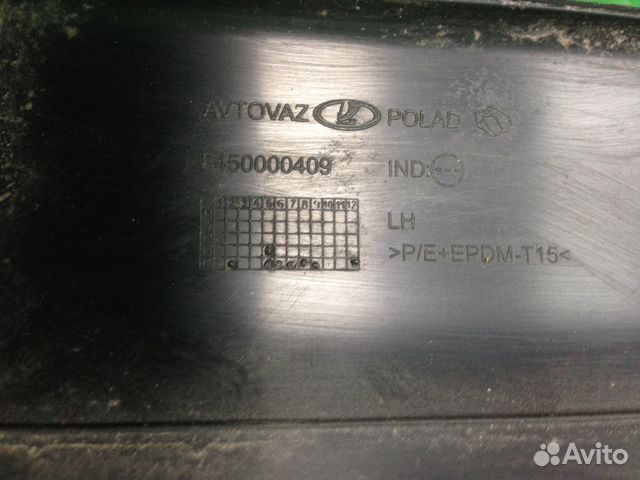 AVTOVAZ POLAD
8450000409 IND:
1 2 3 4 5 6 7 8 9 10 11 12
LH
>P/E+EPDM-T15<
Avito